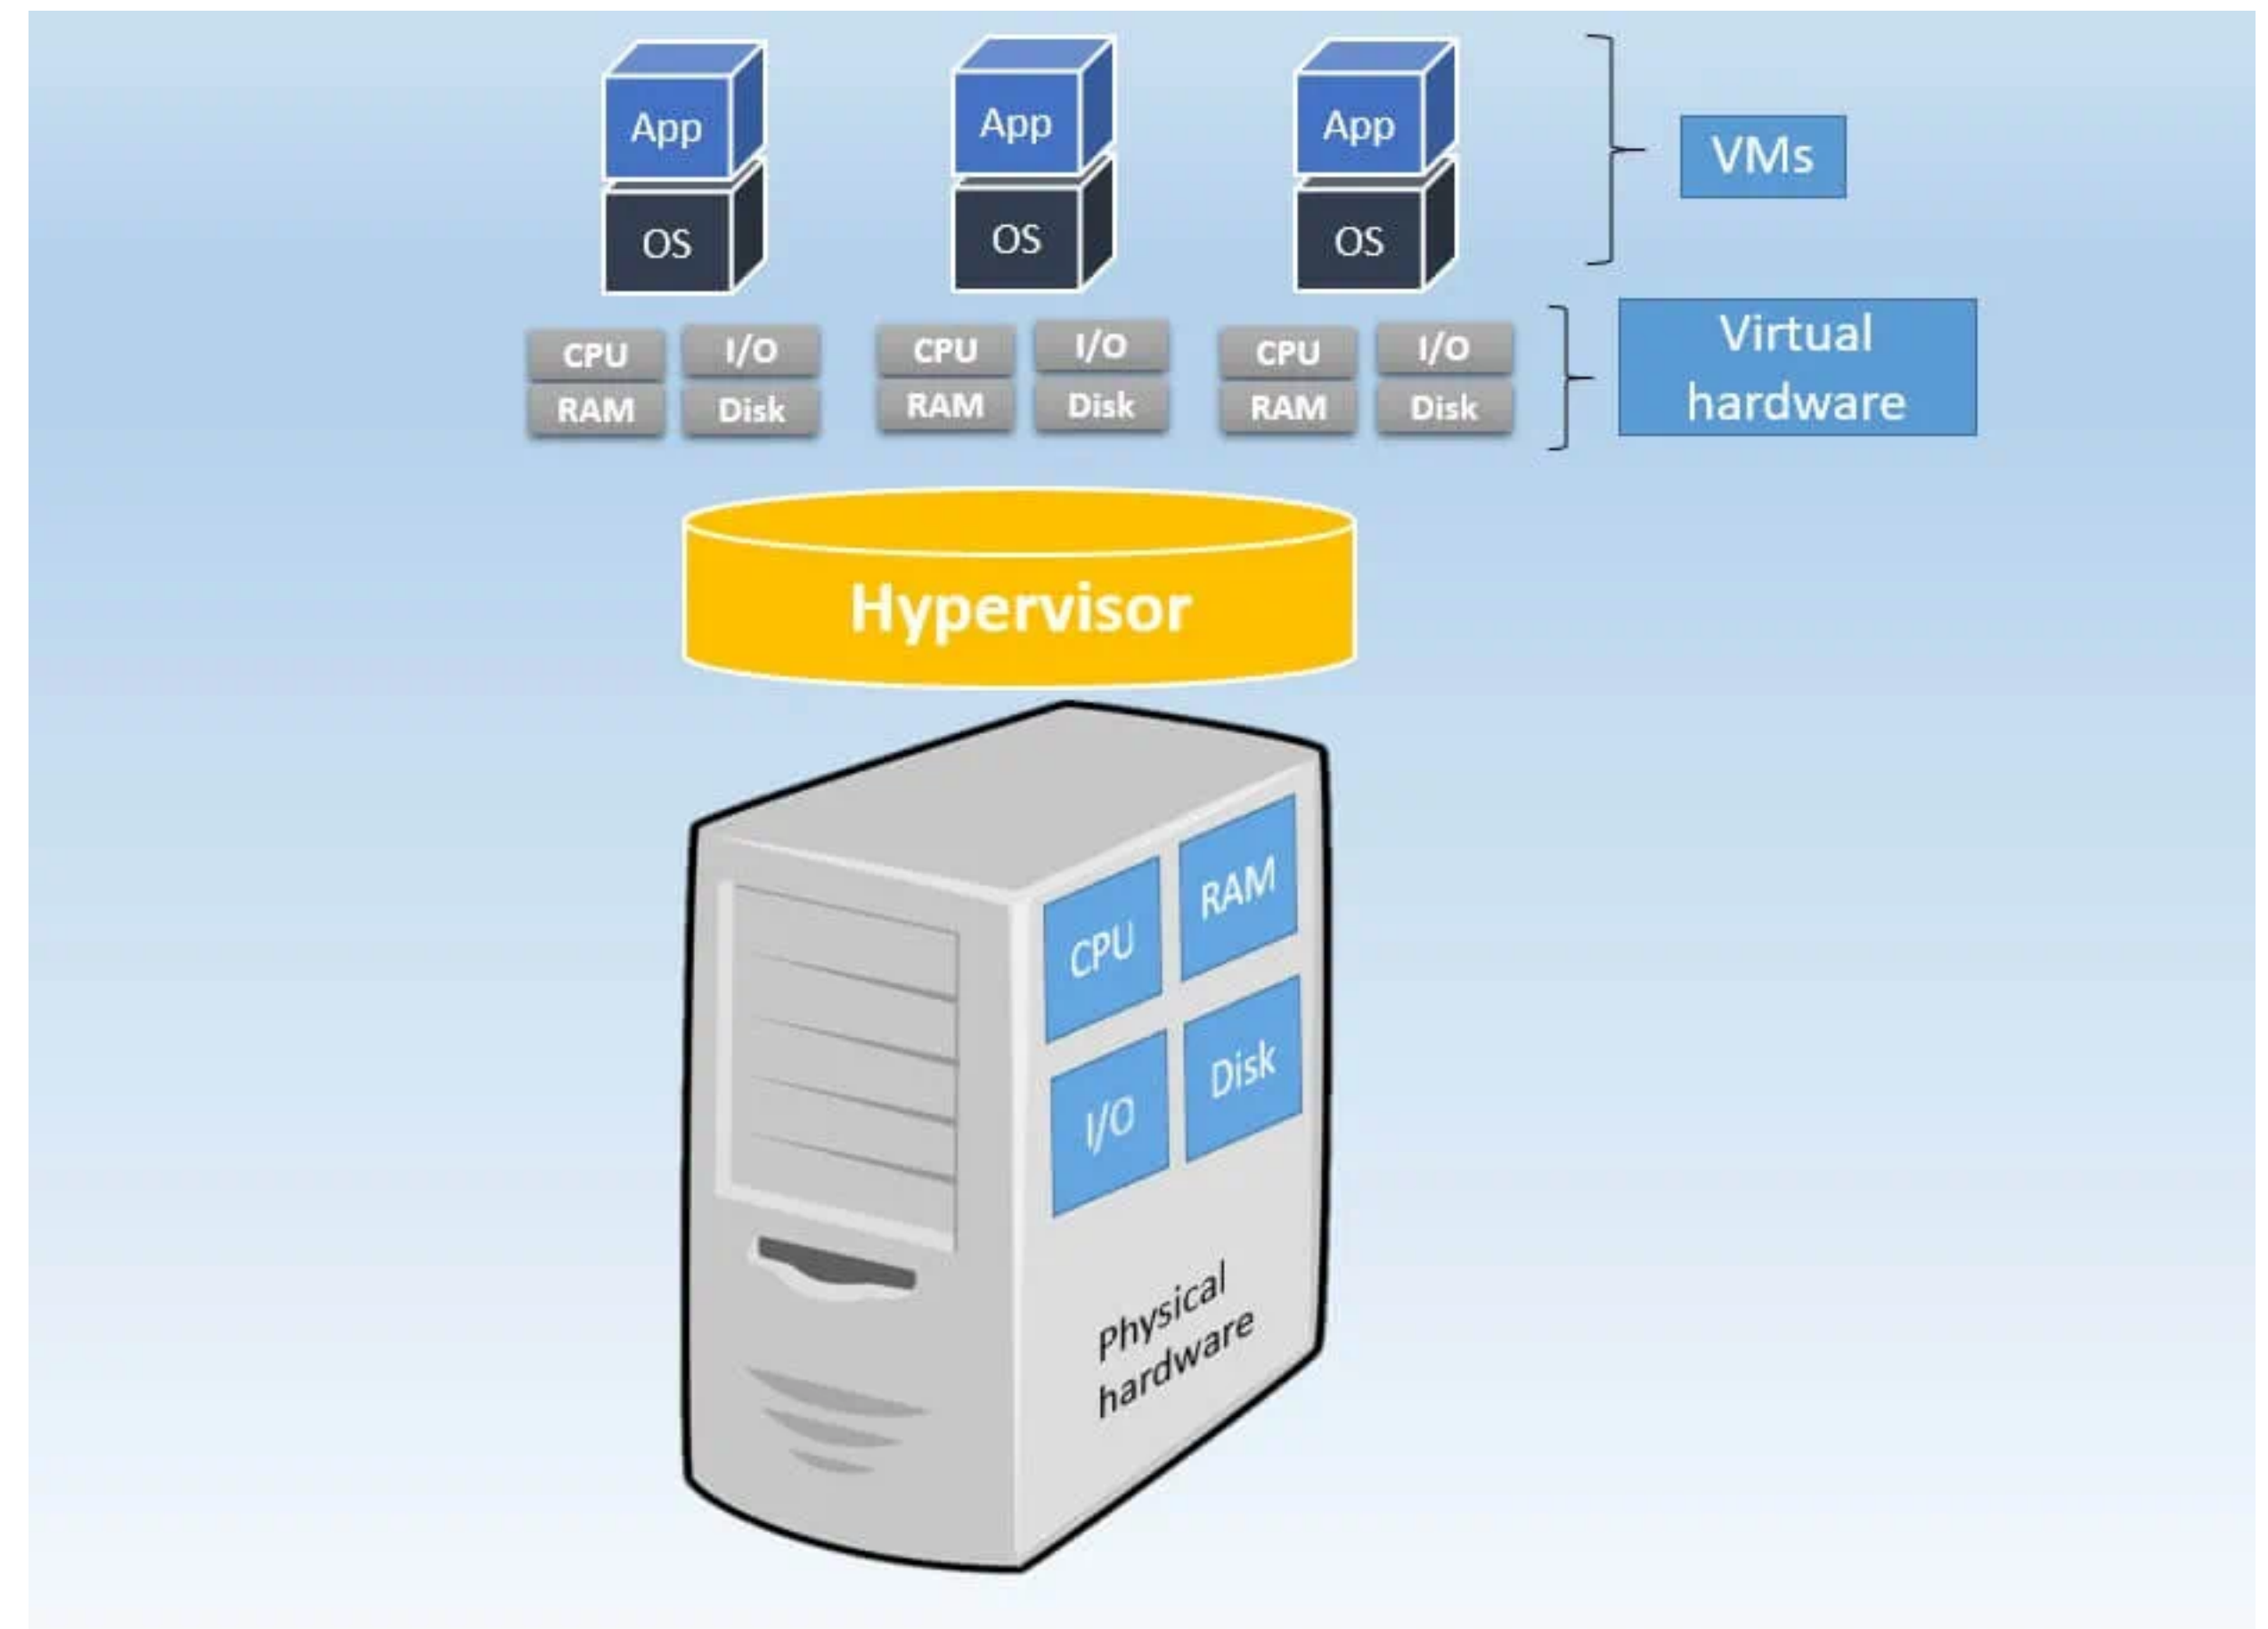 App
App
App
VMs
OS
OS
OS
CPU I/O
CPU I/O
CPU I/O
RAM Disk
RAM Disk
RAM Disk
Virtual
hardware
Hypervisor
CPU RAM
I/O Disk
Physical
hardware